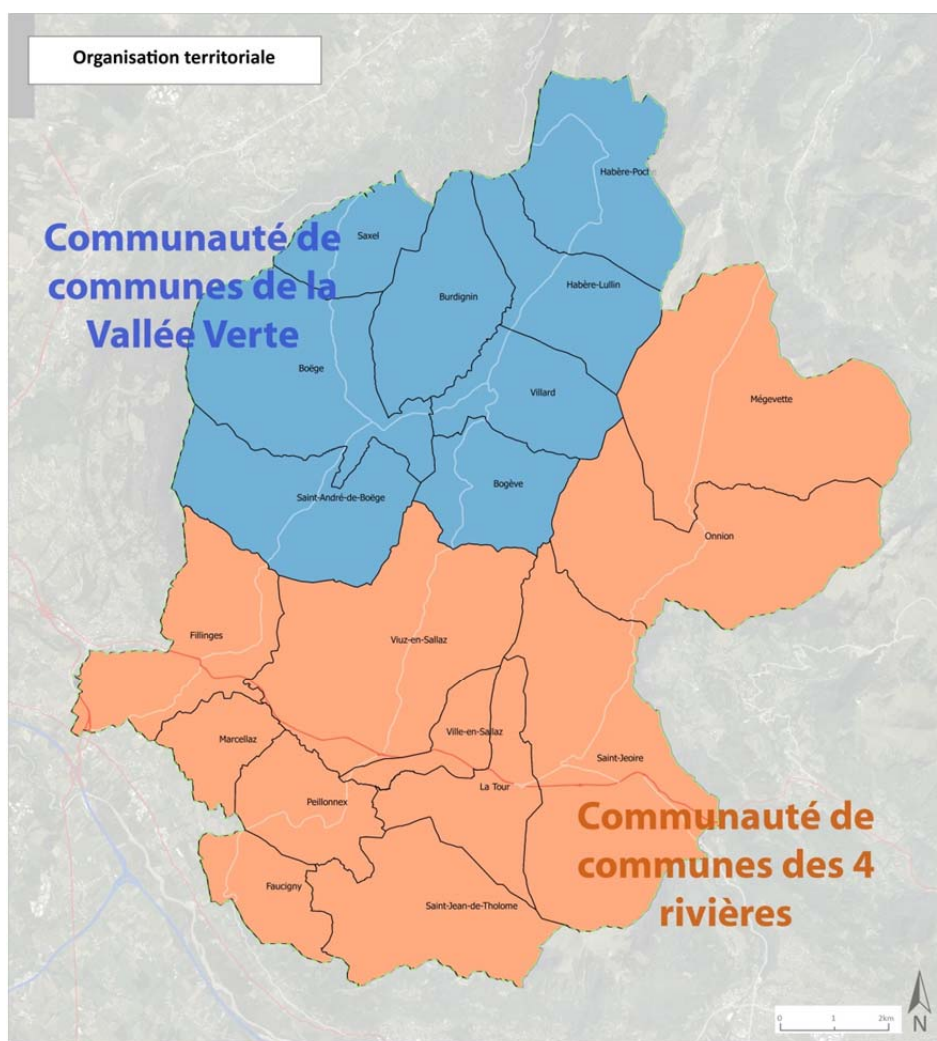 Organisation territoriale
Habère-Poch
Saxel
Communauté de
communes de la
Vallée Verte
Burdignin
Habère-Lullin
Boëge
Villard
Mégevette
Saint-André-de-Boëge
Bogève
Onnion
Fillinges
Viuz-en-Sallaz
Marcellaz
Ville-en-Sallaz
Saint-Jeoire
La Tour
Peillonnex
Communauté de
communes des 4
rivières
Faucigny
Saint-Jean-de-Tholome
0 1 2km
N